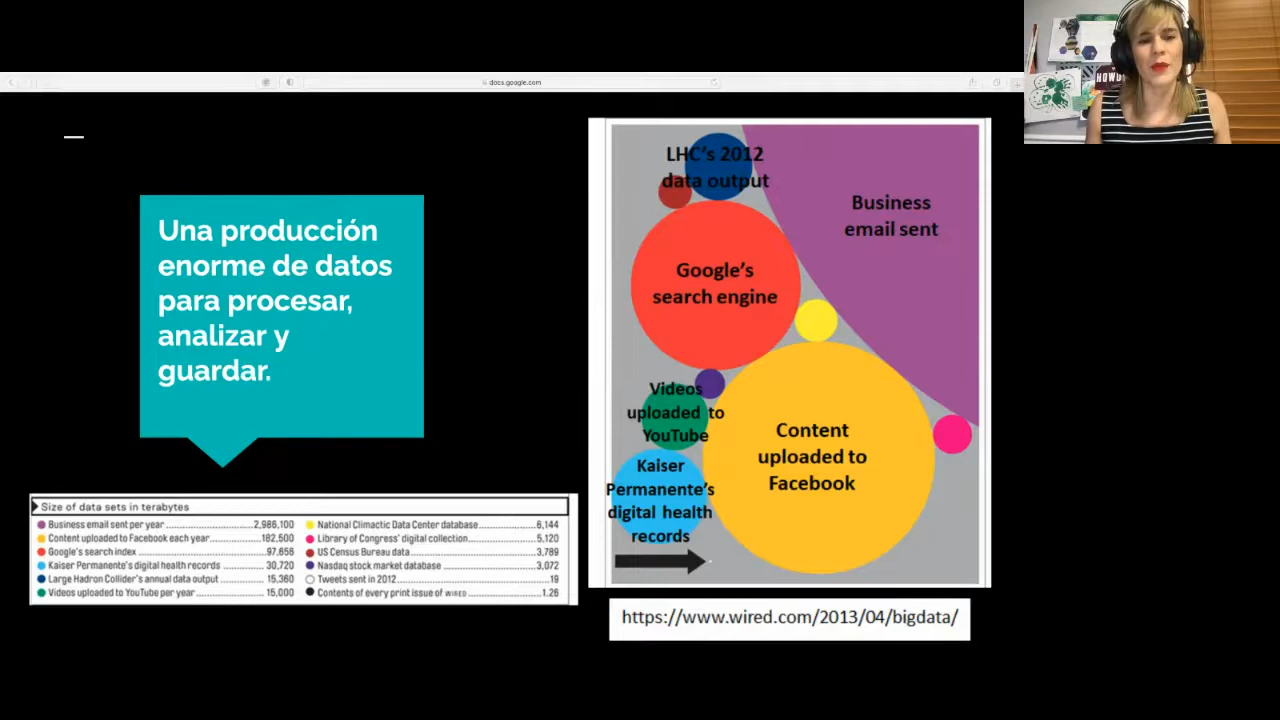 docs.google.com
Una producción
enorme de datos
para procesar,
analizar y
guardar.
Size of data sets in terabytes
Business email sent per year 2,986,100
Content uploaded to Facebook each year 182,500
Google's search index 97,656
Kaiser Permanente's digital health records 30,720
Large Hadron Collider's annual data output 15,360
Videos uploaded to YouTube per year 15,000
National Climactic Data Center database 6,144
Library of Congress' digital collection 5,120
US Census Bureau data 3,789
Nasdaq stock market database 3,072
Tweets sent in 2012 19
Contents of every print issue of WIRED 1.26
LHC's 2012
data output
Business
email sent
Google's
search engine
Videos
uploaded to
YouTube
Content
uploaded to
Facebook
Kaiser
Permanente's
digital health
records
https://www.wired.com/2013/04/bigdata/